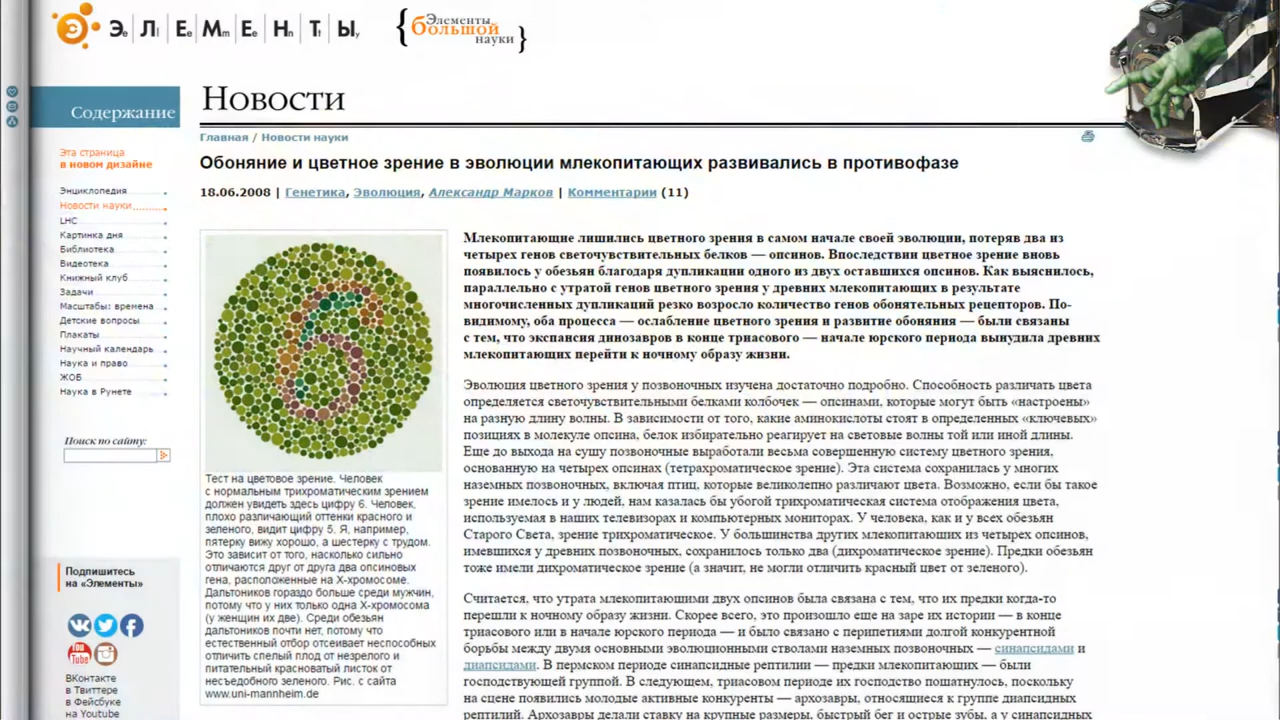 ЭЛЕМЕНТЫ
Элементы
большой
науки
Содержание
Новости
Эта страница
в новом дизайне
Энциклопедия
Новости науки
LHC
Картинка дня
Библиотека
Видеотека
Книжный клуб
Задачи
Масштабы: времена
Детские вопросы
Плакаты
Научный календарь
Наука и право
ЖОБ
Наука в Рунете
Поиск по сайту:
Подпишитесь
на «Элементы»
You
Tube
ВКонтакте
в Твиттере
в Фейсбуке
на Youtube
Главная / Новости науки
Обоняние и цветное зрение в эволюции млекопитающих развивались в противофазе
18.06.2008 | Генетика, Эволюция, Александр Марков | Комментарии (11)
6
Тест на цветовое зрение. Человек
с нормальным трихроматическим зрением
должен увидеть здесь цифру 6. Человек,
плохо различающий оттенки красного и
зеленого, видит цифру 5. Я, например,
пятерку вижу хорошо, а шестерку с трудом.
Это зависит от того, насколько сильно
отличаются друг от друга два опсиновых
гена, расположенные на X-хромосоме.
Дальтоников гораздо больше среди мужчин,
потому что у них только одна X-хромосома
(у женщин их две). Среди обезьян
дальтоников почти нет, потому что
естественный отбор отсеивает неспособных
отличить спелый плод от незрелого и
питательный красноватый листок от
несъедобного зеленого. Рис. с сайта
www.uni-mannheim.de
Млекопитающие лишились цветного зрения в самом начале своей эволюции, потеряв два из
четырех генов светочувствительных белков — опсинов. Впоследствии цветное зрение вновь
появилось у обезьян благодаря дупликации одного из двух оставшихся опсинов. Как выяснилось,
параллельно с утратой генов цветного зрения у древних млекопитающих в результате
многочисленных дупликаций резко возросло количество генов обонятельных рецепторов. По-
видимому, оба процесса — ослабление цветного зрения и развитие обоняния — были связаны
с тем, что экспансия динозавров в конце триасового — начале юрского периода вынудила древних
млекопитающих перейти к ночному образу жизни.
Эволюция цветного зрения у позвоночных изучена достаточно подробно. Способность различать цвета
определяется светочувствительными белками колбочек — опсинами, которые могут быть «настроены»
на разную длину волны. В зависимости от того, какие аминокислоты стоят в определенных «ключевых»
позициях в молекуле опсина, белок избирательно реагирует на световые волны той или иной длины.
Еще до выхода на сушу позвоночные выработали весьма совершенную систему цветного зрения,
основанную на четырех опсинах (тетрахроматическое зрение). Эта система сохранилась у многих
наземных позвоночных, включая птиц, которые великолепно различают цвета. Возможно, если бы такое
зрение имелось и у людей, нам казалась бы убогой трихроматическая система отображения цвета,
используемая в наших телевизорах и компьютерных мониторах. У человека, как и у всех обезьян
Старого Света, зрение трихроматическое. У большинства других млекопитающих из четырех опсинов,
имевшихся у древних позвоночных, сохранилось только два (дихроматическое зрение). Предки обезьян
тоже имели дихроматическое зрение (а значит, не могли отличить красный цвет от зеленого).
Считается, что утрата млекопитающими двух опсинов была связана с тем, что их предки когда-то
перешли к ночному образу жизни. Скорее всего, это произошло еще на заре их истории — в конце
триасового или в начале юрского периода — и было связано с перипетиями долгой конкурентной
борьбы между двумя основными эволюционными стволами наземных позвоночных — синапсидами и
диапсидами. В пермском периоде синапсидные рептилии — предки млекопитающих — были
господствующей группой. В следующем, триасовом периоде их господство пошатнулось, поскольку
на сцене появились молодые активные конкуренты — архозавры, относящиеся к группе диапсидных
рептилий. Архозавры делали ставку на крупные размеры, быстрый бег и острые зубы, а у синапсидных